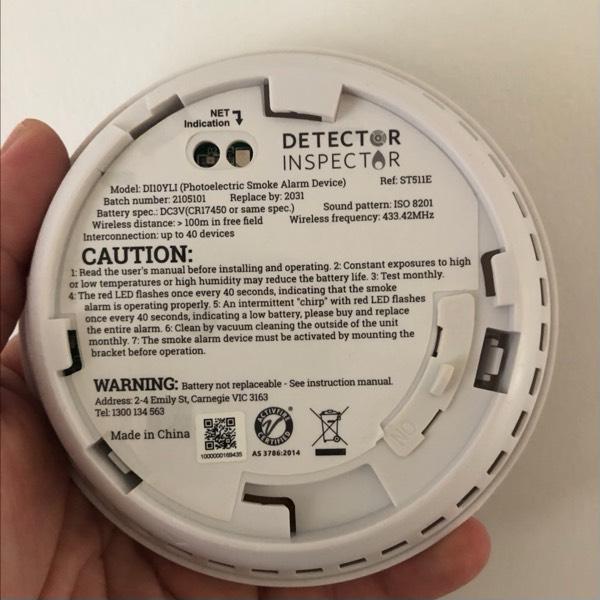 NET
Indication
DETECTOR
INSPECTOR
Model: DI10YLI (Photoelectric Smoke Alarm Device) Ref: ST511E
Batch number: 2105101 Replace by: 2031
Battery spec.: DC3V(CR17450 or same spec.) Sound pattern: ISO 8201
Wireless distance: > 100m in free field Wireless frequency: 433.42MHz
Interconnection: up to 40 devices
CAUTION:
1: Read the user's manual before installing and operating. 2: Constant exposures to high
or low temperatures or high humidity may reduce the battery life. 3: Test monthly.
4: The red LED flashes once every 40 seconds, indicating that the smoke
alarm is operating properly. 5: An intermittent "chirp" with red LED flashes
once every 40 seconds, indicating a low battery, please buy and replace
the entire alarm. 6: Clean by vacuum cleaning the outside of the unit
monthly. 7: The smoke alarm device must be activated by mounting the
bracket before operation.
WARNING: Battery not replaceable - See instruction manual.
Address: 2-4 Emily St, Carnegie VIC 3163
Tel: 1300 134 563
Made in China
1000000169435
ACTIVFIRE
CERTIFIED
AS 3786:2014